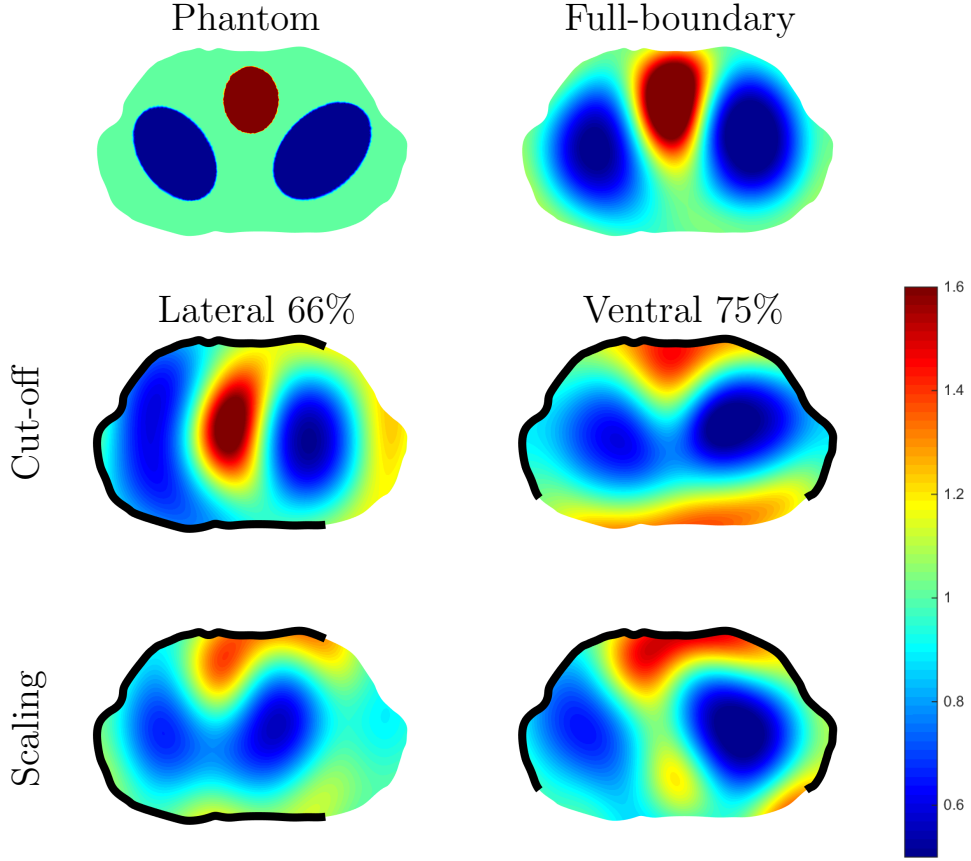 Phantom
Full-boundary
Lateral 66%
Ventral 75%
Cut-off
Scaling
1.6
1.4
1.2
1
0.8
0.6